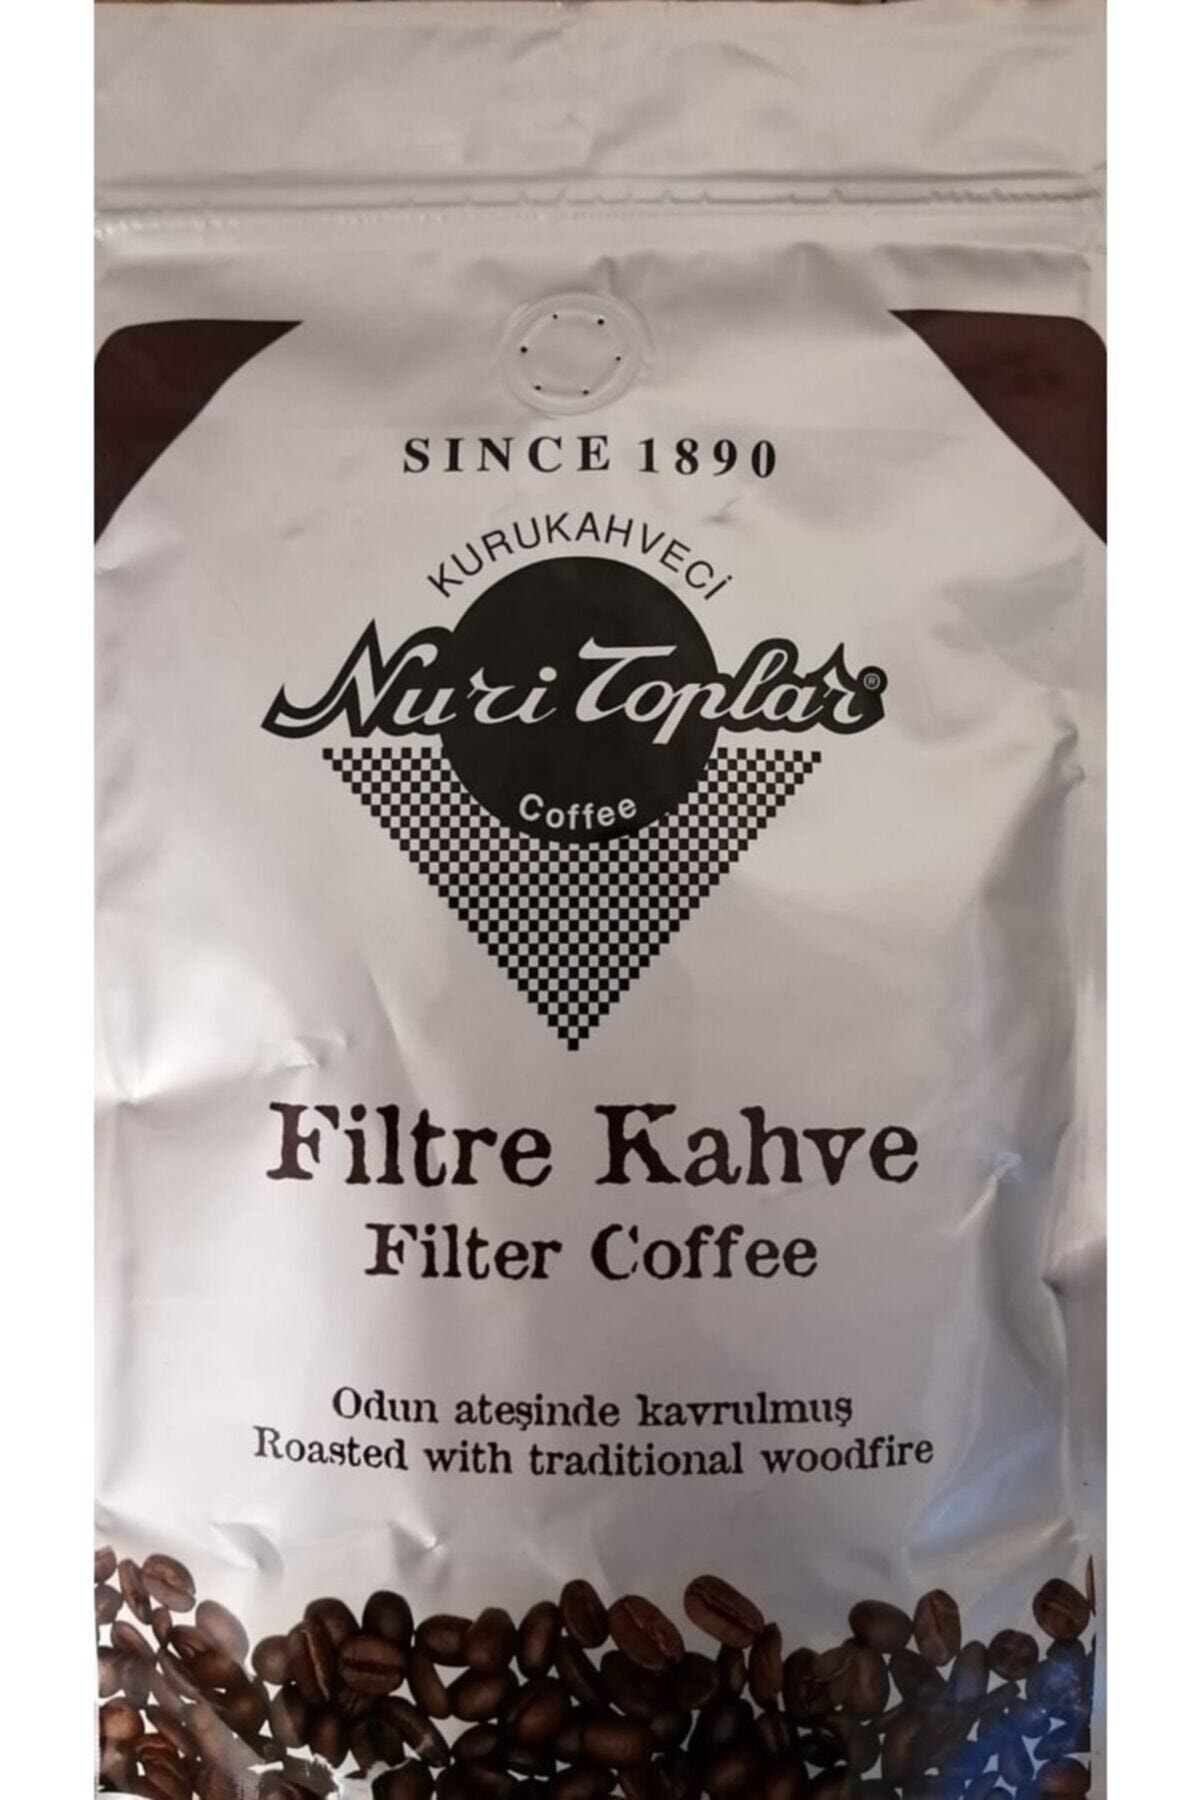 SINCE 1890
KURUKAHVECİ
Nuri Toplar®
Coffee
Filtre Kahve
Filter Coffee
Odun ateşinde kavrulmuş
Roasted with traditional woodfire